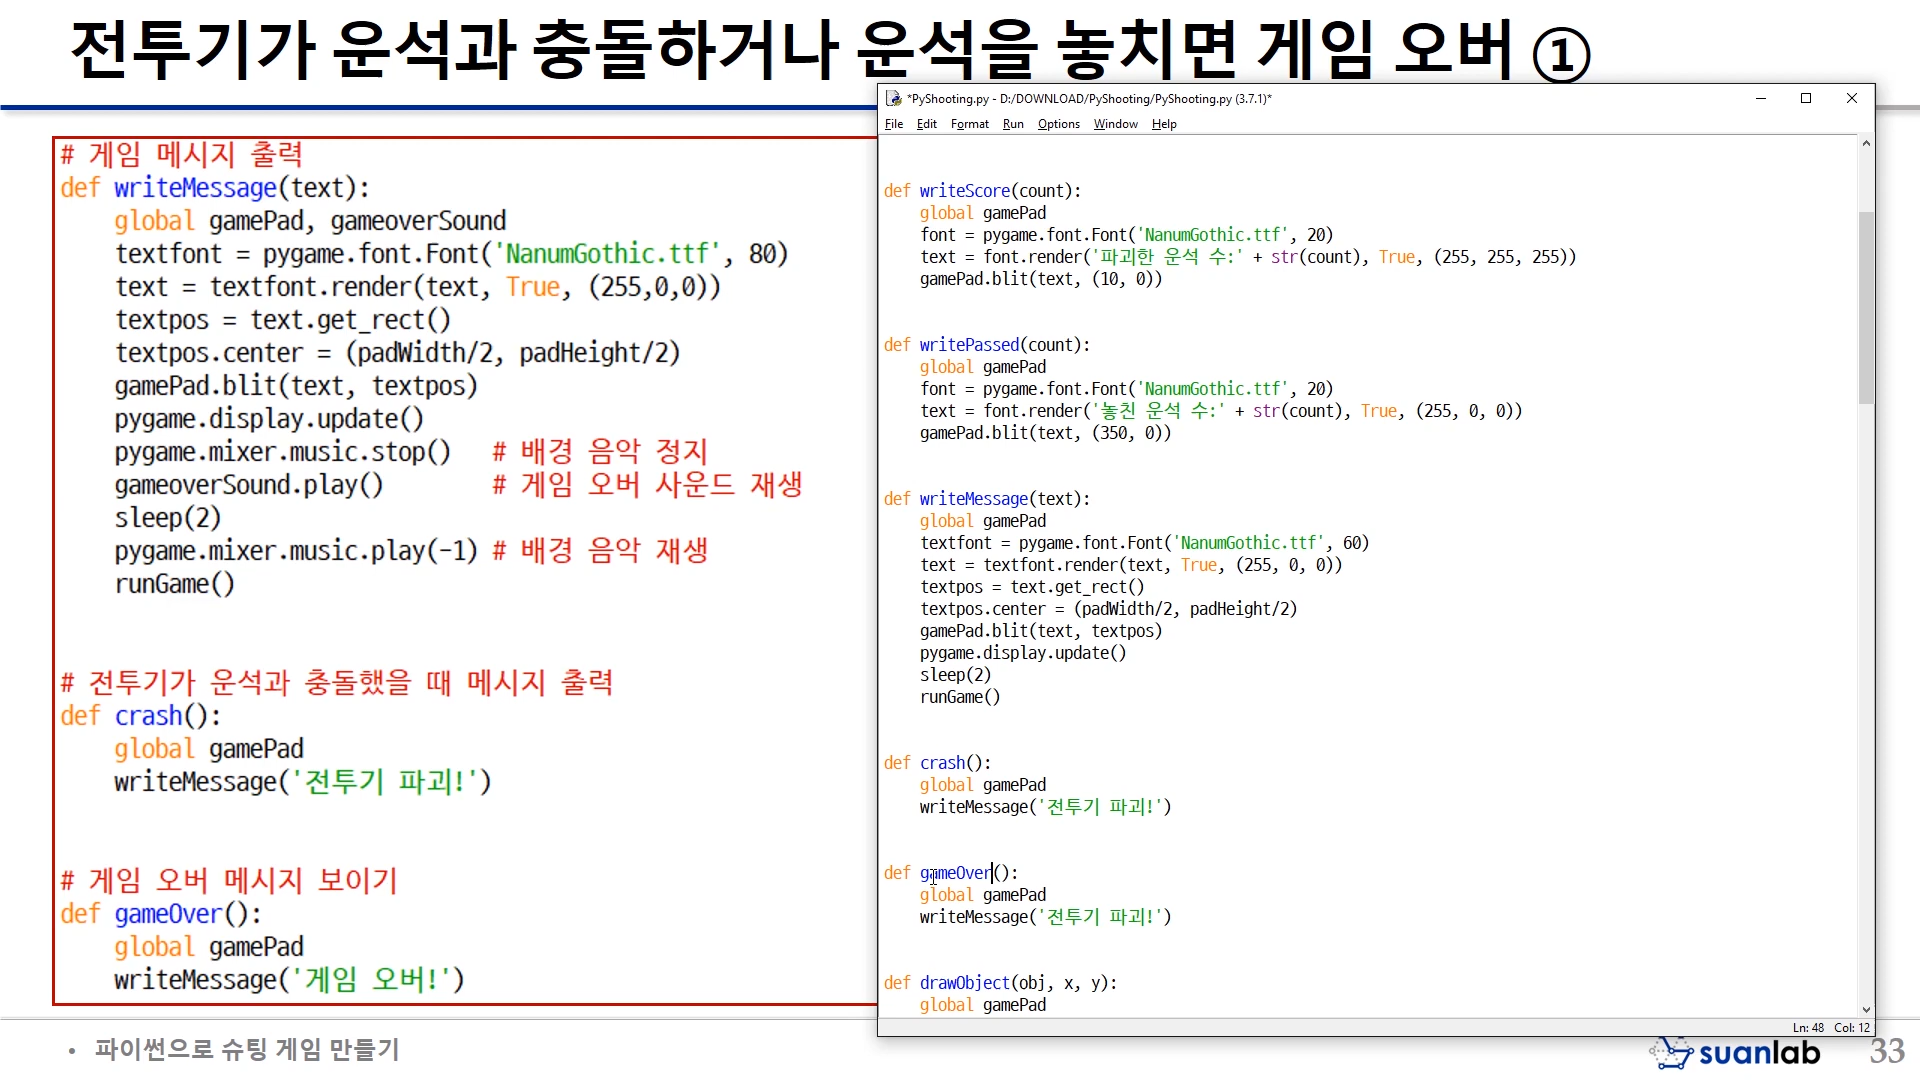 전투기가 운석과 충돌하거나 운석을 놓치면 게임 오버 ①
# 게임 메시지 출력
def writeMessage(text):
    global gamePad, gameoverSound
    textfont = pygame.font.Font('NanumGothic.ttf', 80)
    text = textfont.render(text, True, (255,0,0))
    textpos = text.get_rect()
    textpos.center = (padWidth/2, padHeight/2)
    gamePad.blit(text, textpos)
    pygame.display.update()
    pygame.mixer.music.stop()   # 배경 음악 정지
    gameoverSound.play()        # 게임 오버 사운드 재생
    sleep(2)
    pygame.mixer.music.play(-1) # 배경 음악 재생
    runGame()
# 전투기가 운석과 충돌했을 때 메시지 출력
def crash():
    global gamePad
    writeMessage('전투기 파괴!')
# 게임 오버 메시지 보이기
def gameOver():
    global gamePad
    writeMessage('게임 오버!')
*PyShooting.py - D:/DOWNLOAD/PyShooting/PyShooting.py (3.7.1)*
File Edit Format Run Options Window Help
def writeScore(count):
    global gamePad
    font = pygame.font.Font('NanumGothic.ttf', 20)
    text = font.render('파괴한 운석 수:' + str(count), True, (255, 255, 255))
    gamePad.blit(text, (10, 0))
def writePassed(count):
    global gamePad
    font = pygame.font.Font('NanumGothic.ttf', 20)
    text = font.render('놓친 운석 수:' + str(count), True, (255, 0, 0))
    gamePad.blit(text, (350, 0))
def writeMessage(text):
    global gamePad
    textfont = pygame.font.Font('NanumGothic.ttf', 60)
    text = textfont.render(text, True, (255, 0, 0))
    textpos = text.get_rect()
    textpos.center = (padWidth/2, padHeight/2)
    gamePad.blit(text, textpos)
    pygame.display.update()
    sleep(2)
    runGame()
def crash():
    global gamePad
    writeMessage('전투기 파괴!')
def gameOver():
    global gamePad
    writeMessage('전투기 파괴!')
def drawObject(obj, x, y):
    global gamePad
Ln: 48 Col: 12
• 파이썬으로 슈팅 게임 만들기
suanlab
33